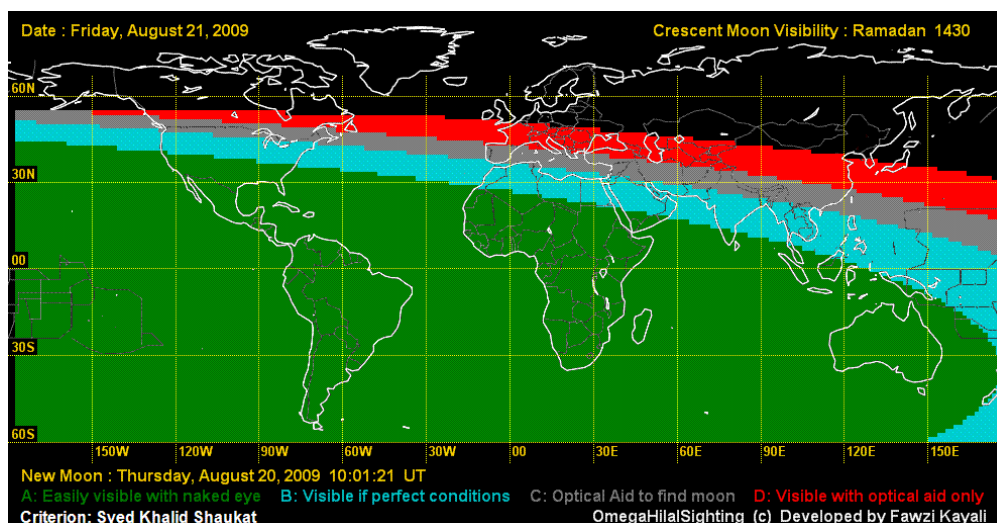 Date : Friday, August 21, 2009
Crescent Moon Visibility : Ramadan 1430
60N
30N
00
30S
60S
150W 120W 90W 60W 30W 00 30E 60E 90E 120E 150E
New Moon : Thursday, August 20, 2009 10:01:21 UT
A: Easily visible with naked eye B: Visible if perfect conditions C: Optical Aid to find moon D: Visible with optical aid only
Criterion: Syed Khalid Shaukat OmegaHilalSighting (c) Developed by Fawzi Kayali